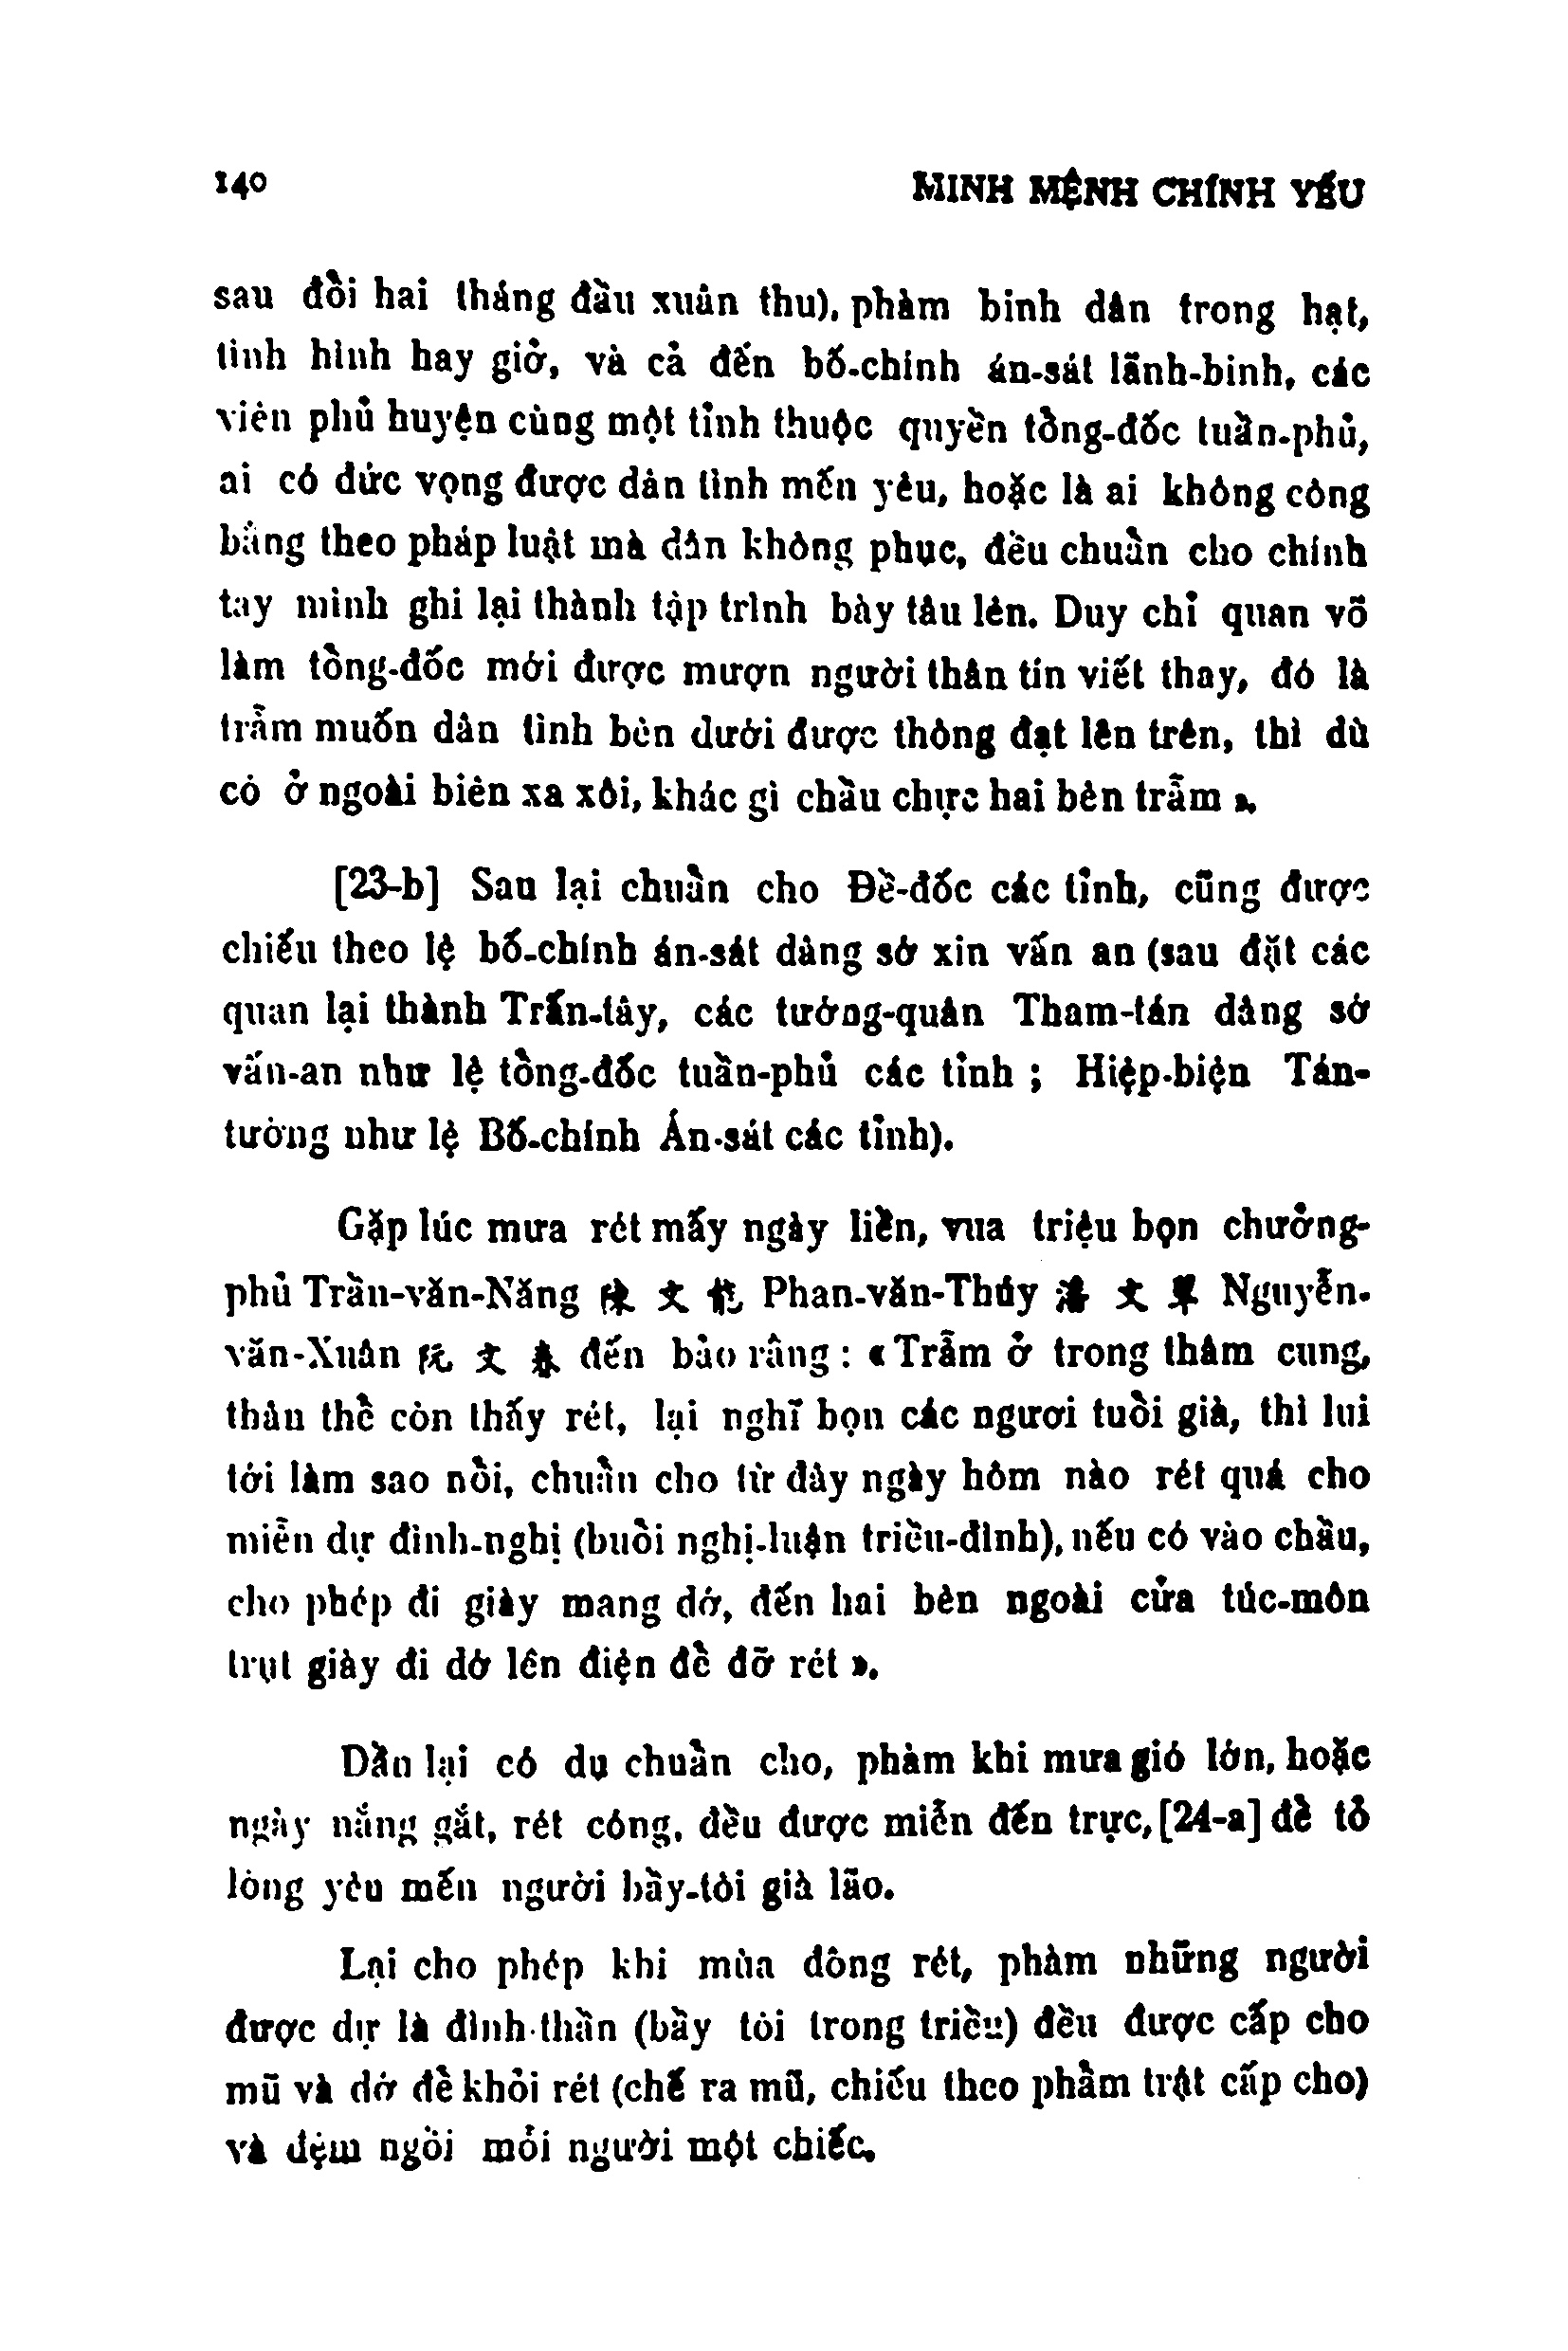 140 MINH MỆNH CHÍNH YẾU
sau đổi hai tháng đầu xuân thu), phàm binh dân trong hạt,
tình hình hay giở, và cả đến bố-chính án-sát lãnh-binh, các
viên phủ huyện cùng một tỉnh thuộc quyền tổng-đốc tuần-phủ,
ai có đức vọng được dân tình mến yêu, hoặc là ai không công
bằng theo pháp luật mà dân không phục, đều chuẩn cho chính
tay mình ghi lại thành tập trình bày tâu lên. Duy chỉ quan võ
làm tổng-đốc mới được mượn người thân tín viết thay, đó là
trẫm muốn dân tình bên dưới được thông đạt lên trên, thì dù
có ở ngoài biên xa xôi, khác gì chầu chực hai bên trẫm ».
[23-b] Sau lại chuẩn cho Đề-đốc các tỉnh, cũng được
chiếu theo lệ bố-chính án-sát dâng sớ xin vấn an (sau đặt các
quan lại thành Trấn-tây, các tướng-quân Tham-tán dâng sớ
vấn-an như lệ tổng-đốc tuần-phủ các tỉnh ; Hiệp-biện Tán-
tương như lệ Bố-chính Án-sát các tỉnh).
Gặp lúc mưa rét mấy ngày liền, vua triệu bọn chưởng-
phủ Trần-văn-Năng 陳 文 能 Phan-văn-Thúy 潘 文 翠 Nguyễn-
văn-Xuân 阮 文 春 đến bảo rằng : « Trẫm ở trong thâm cung,
thân thể còn thấy rét, lại nghĩ bọn các ngươi tuổi già, thì lui
tới làm sao nổi, chuẩn cho từ đây ngày hôm nào rét quá cho
miễn dự đình-nghị (buổi nghị-luận triều-đình), nếu có vào chầu,
cho phép đi giày mang dớ, đến hai bên ngoài cửa túc-môn
trụt giày đi dớ lên điện để đỡ rét ».
Dần lại có dụ chuẩn cho, phàm khi mưa gió lớn, hoặc
ngày nắng gắt, rét cóng, đều được miễn đến trực, [24-a] để tỏ
lòng yêu mến người bầy-tôi già lão.
Lại cho phép khi mùa đông rét, phàm những người
được dự là đình-thần (bầy tôi trong triều) đều được cấp cho
mũ và dớ để khỏi rét (chế ra mũ, chiếu theo phẩm trật cấp cho)
và đệm ngồi mỗi người một chiếc.